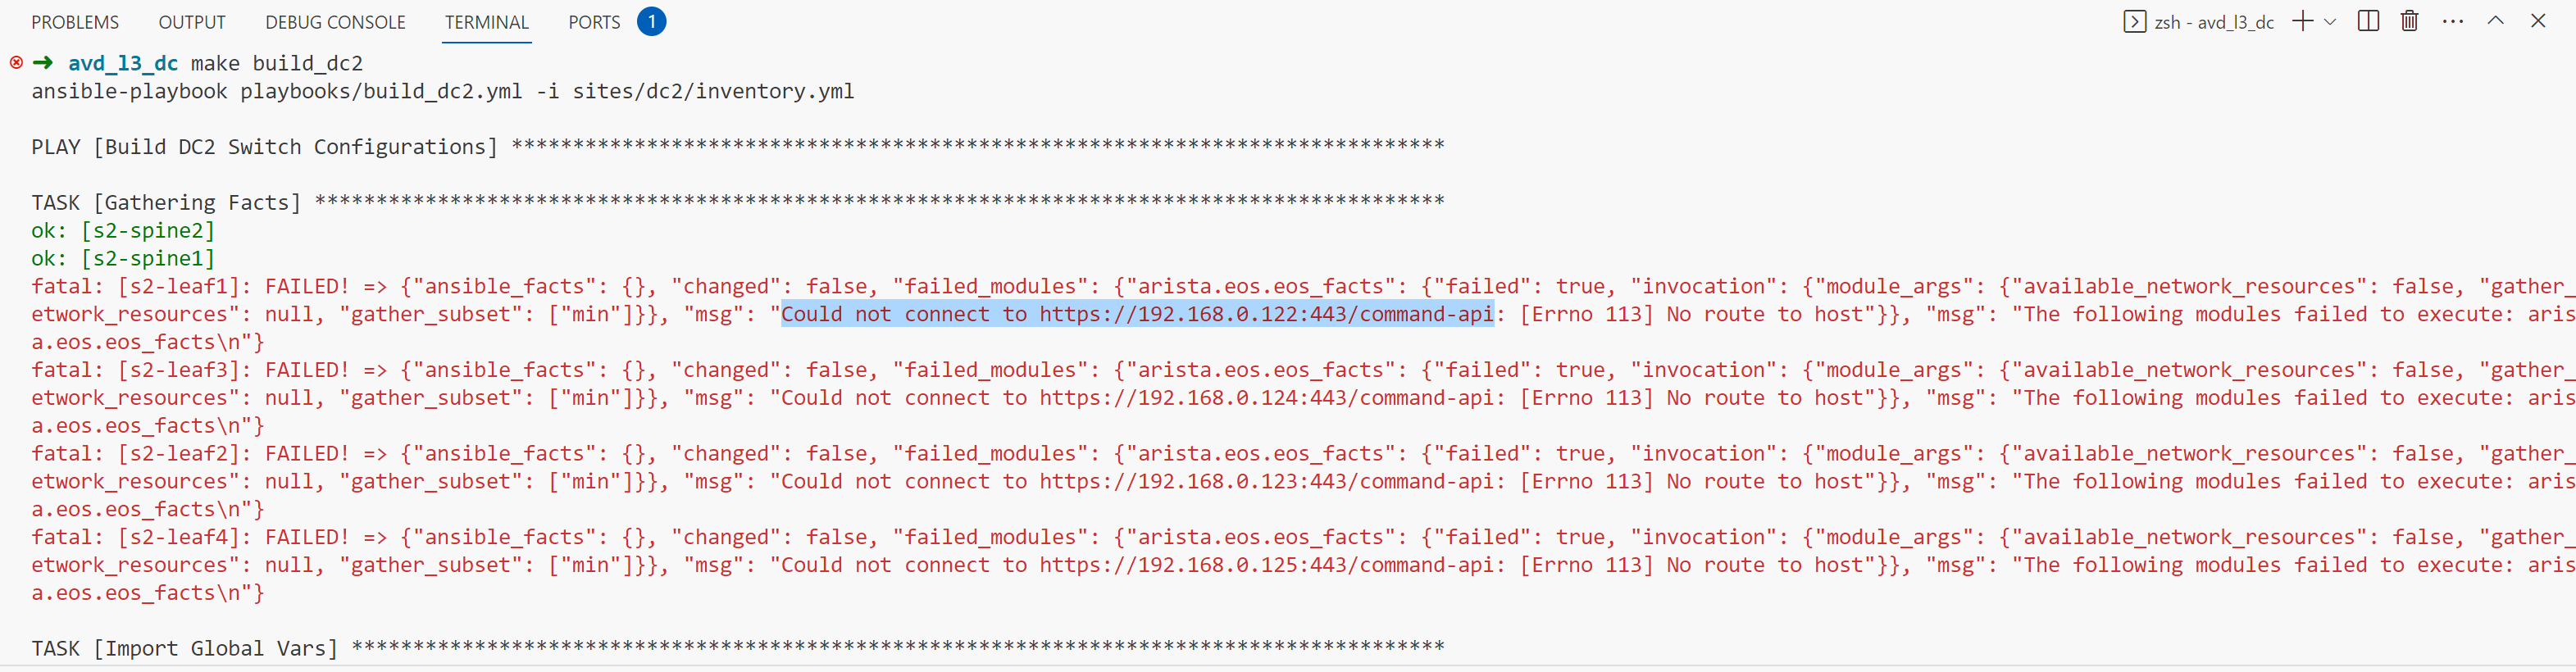 PROBLEMS OUTPUT DEBUG CONSOLE TERMINAL PORTS 1 zsh - avd_l3_dc
➜ avd_l3_dc make build_dc2
ansible-playbook playbooks/build_dc2.yml -i sites/dc2/inventory.yml
PLAY [Build DC2 Switch Configurations] ****************************************************************************
TASK [Gathering Facts] ********************************************************************************************
ok: [s2-spine2]
ok: [s2-spine1]
fatal: [s2-leaf1]: FAILED! => {"ansible_facts": {}, "changed": false, "failed_modules": {"arista.eos.eos_facts": {"failed": true, "invocation": {"module_args": {"available_network_resources": false, "gather_
etwork_resources": null, "gather_subset": ["min"]}}, "msg": "Could not connect to https://192.168.0.122:443/command-api: [Errno 113] No route to host"}}, "msg": "The following modules failed to execute: aris
a.eos.eos_facts\n"}
fatal: [s2-leaf3]: FAILED! => {"ansible_facts": {}, "changed": false, "failed_modules": {"arista.eos.eos_facts": {"failed": true, "invocation": {"module_args": {"available_network_resources": false, "gather_
etwork_resources": null, "gather_subset": ["min"]}}, "msg": "Could not connect to https://192.168.0.124:443/command-api: [Errno 113] No route to host"}}, "msg": "The following modules failed to execute: aris
a.eos.eos_facts\n"}
fatal: [s2-leaf2]: FAILED! => {"ansible_facts": {}, "changed": false, "failed_modules": {"arista.eos.eos_facts": {"failed": true, "invocation": {"module_args": {"available_network_resources": false, "gather_
etwork_resources": null, "gather_subset": ["min"]}}, "msg": "Could not connect to https://192.168.0.123:443/command-api: [Errno 113] No route to host"}}, "msg": "The following modules failed to execute: aris
a.eos.eos_facts\n"}
fatal: [s2-leaf4]: FAILED! => {"ansible_facts": {}, "changed": false, "failed_modules": {"arista.eos.eos_facts": {"failed": true, "invocation": {"module_args": {"available_network_resources": false, "gather_
etwork_resources": null, "gather_subset": ["min"]}}, "msg": "Could not connect to https://192.168.0.125:443/command-api: [Errno 113] No route to host"}}, "msg": "The following modules failed to execute: aris
a.eos.eos_facts\n"}
TASK [Import Global Vars] *****************************************************************************************